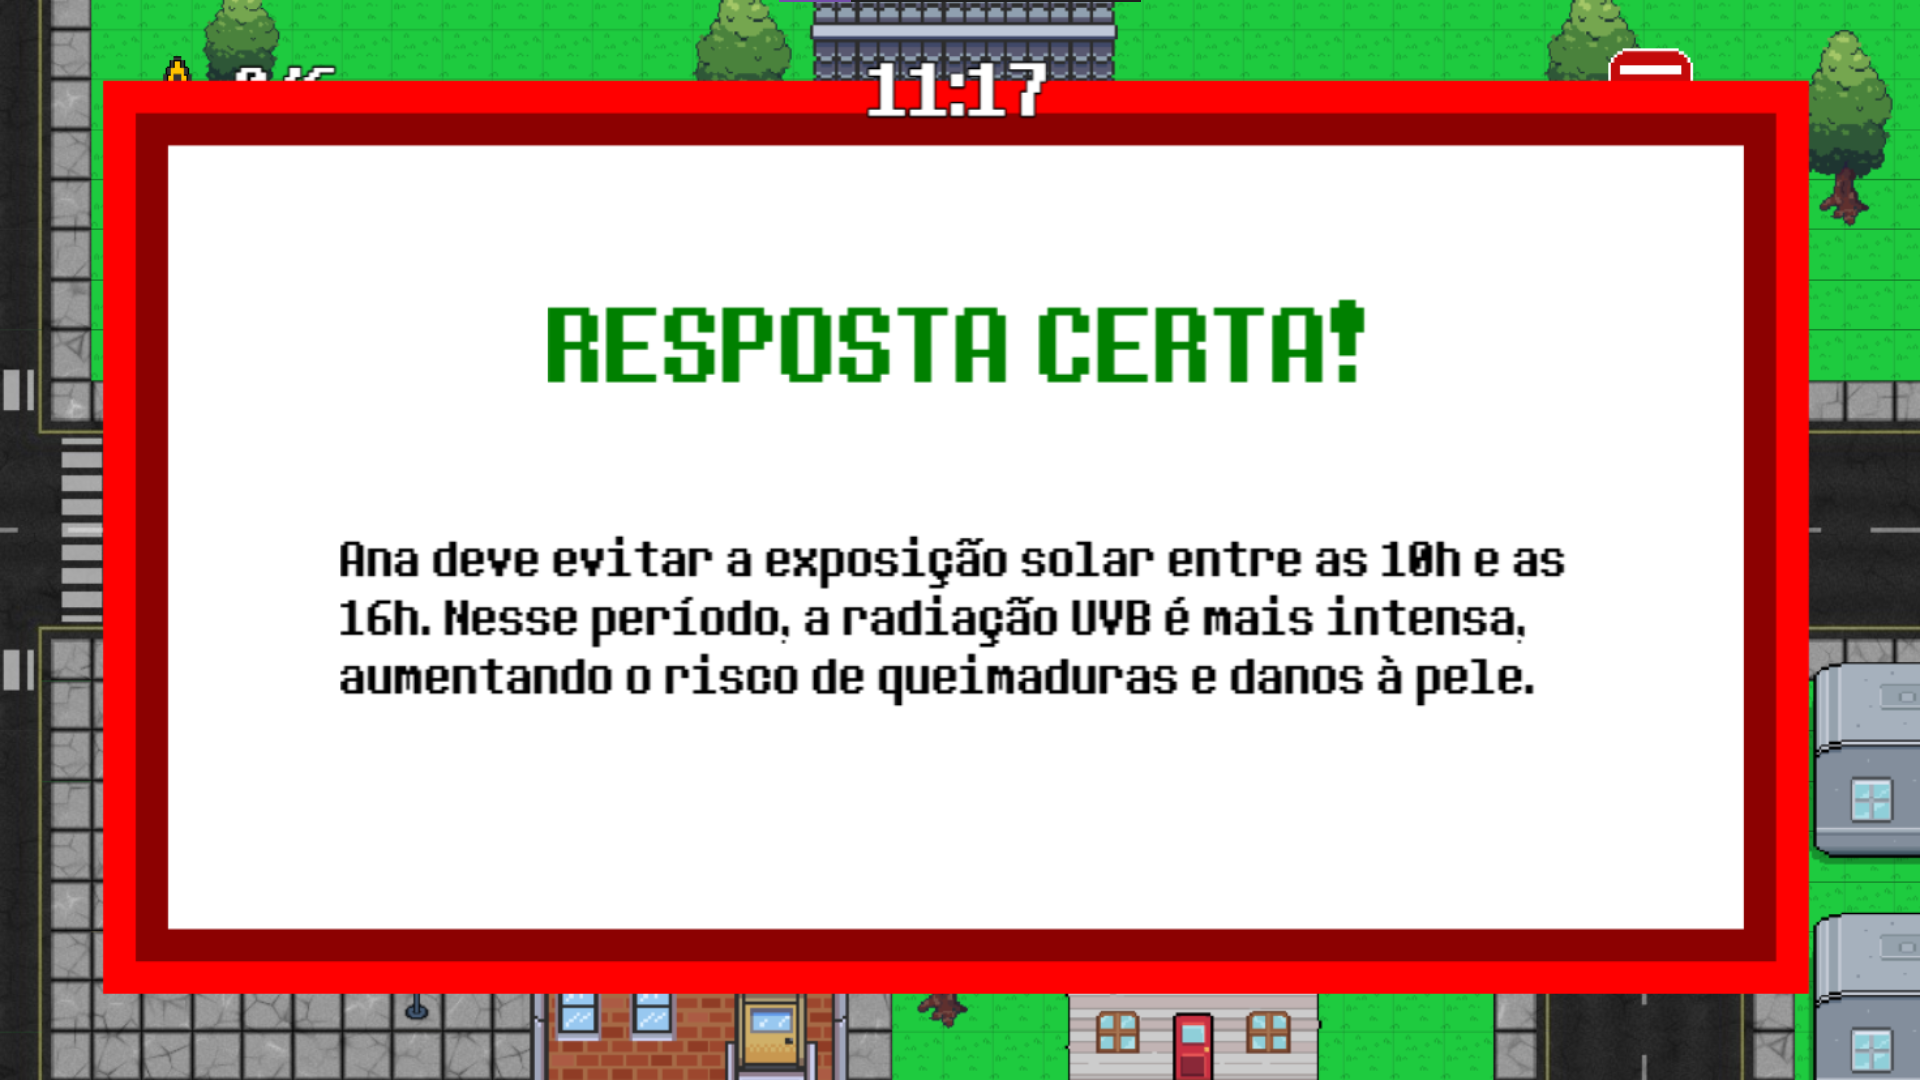 11:17
RESPOSTA CERTA!
Ana deve evitar a exposição solar entre as 10h e as
16h. Nesse período, a radiação UVB é mais intensa,
aumentando o risco de queimaduras e danos à pele.